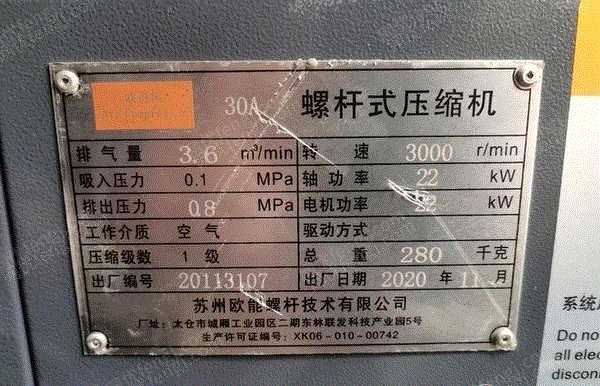 30A 螺杆式压缩机
排气量 3.6 m³/min 转速 3000 r/min
吸入压力 0.1 MPa 轴功率 22 kW
排出压力 0.8 MPa 电机功率 22 kW
工作介质 空气 驱动方式
压缩级数 1 级 总重 280 千克
出厂编号 20113107 出厂日期 2020 年 11 月
苏州欧能螺杆技术有限公司
厂址：太仓市城厢工业园区二期东林联发科技产业园5号
生产许可证编号：XK06-010-00742
系统
Do no
all elec
disconn